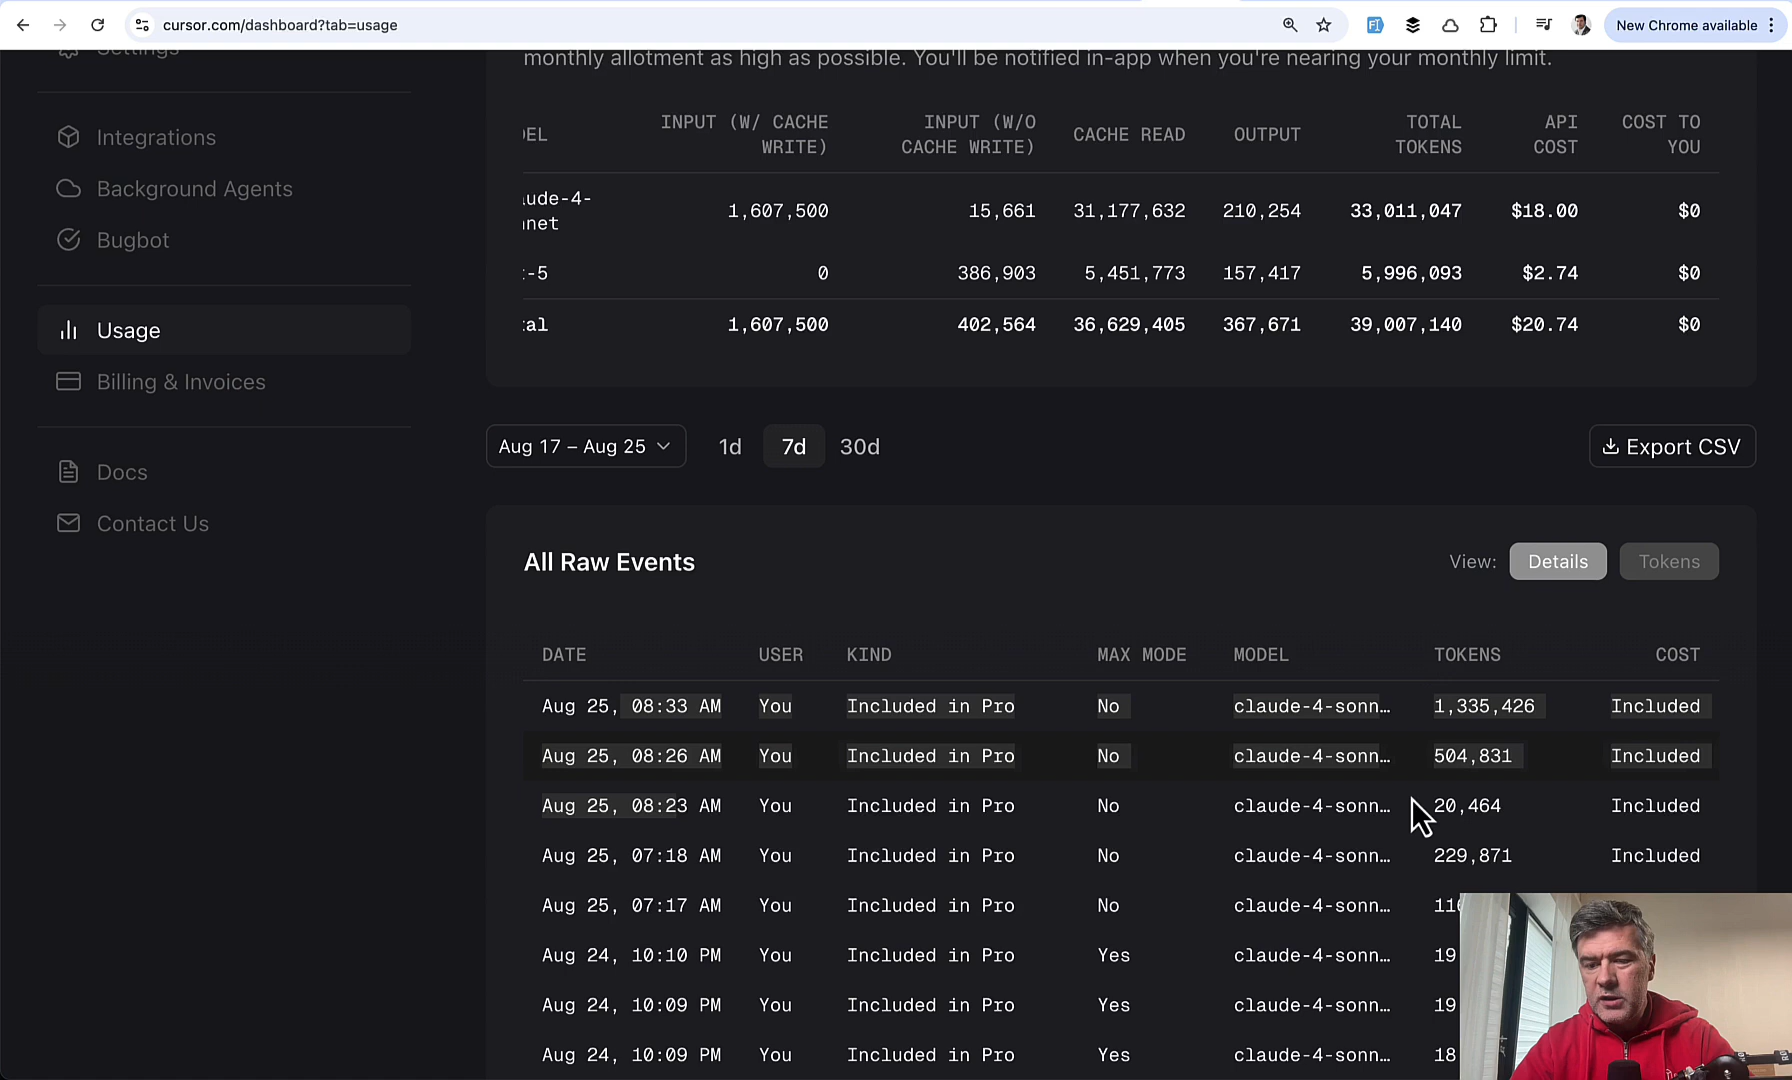 cursor.com/dashboard?tab=usage
New Chrome available
Settings
Integrations
Background Agents
Bugbot
Usage
Billing & Invoices
Docs
Contact Us
monthly allotment as high as possible. You'll be notified in-app when you're nearing your monthly limit.
INPUT (W/ CACHE WRITE) INPUT (W/O CACHE WRITE) CACHE READ OUTPUT TOTAL TOKENS API COST COST TO YOU
1,607,500 15,661 31,177,632 210,254 33,011,047 $18.00 $0
0 386,903 5,451,773 157,417 5,996,093 $2.74 $0
1,607,500 402,564 36,629,405 367,671 39,007,140 $20.74 $0
Aug 17 – Aug 25 1d 7d 30d Export CSV
All Raw Events View: Details Tokens
DATE USER KIND MAX MODE MODEL TOKENS COST
Aug 25, 08:33 AM You Included in Pro No claude-4-sonn… 1,335,426 Included
Aug 25, 08:26 AM You Included in Pro No claude-4-sonn… 504,831 Included
Aug 25, 08:23 AM You Included in Pro No claude-4-sonn… 20,464 Included
Aug 25, 07:18 AM You Included in Pro No claude-4-sonn… 229,871 Included
Aug 25, 07:17 AM You Included in Pro No claude-4-sonn…
Aug 24, 10:10 PM You Included in Pro Yes claude-4-sonn… 19
Aug 24, 10:09 PM You Included in Pro Yes claude-4-sonn… 19
Aug 24, 10:09 PM You Included in Pro Yes claude-4-sonn… 18